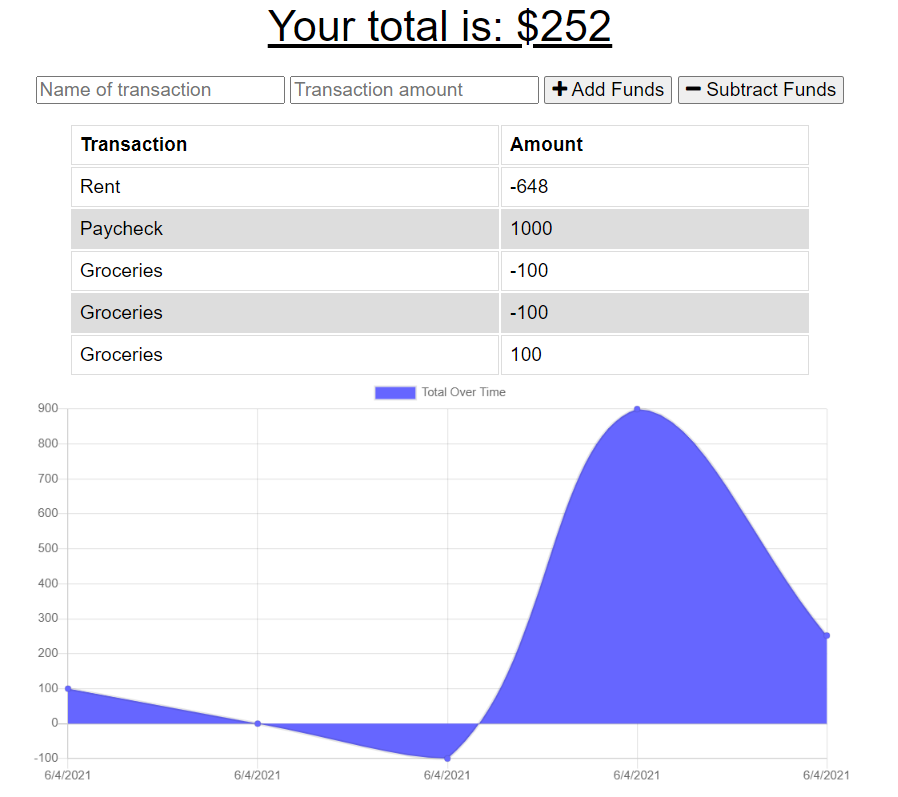 Your total is: $252
Name of transaction Transaction amount Add Funds Subtract Funds
Transaction Amount
Rent -648
Paycheck 1000
Groceries -100
Groceries -100
Groceries 100
Total Over Time
900
800
700
600
500
400
300
200
100
0
-100
6/4/2021 6/4/2021 6/4/2021 6/4/2021 6/4/2021